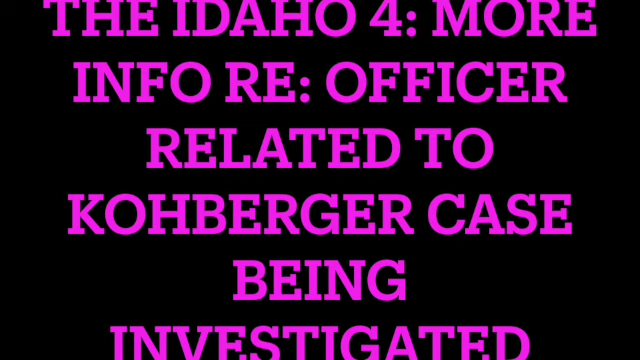 THE IDAHO 4: MORE
INFO RE: OFFICER
RELATED TO
KOHBERGER CASE
BEING
INVESTIGATED